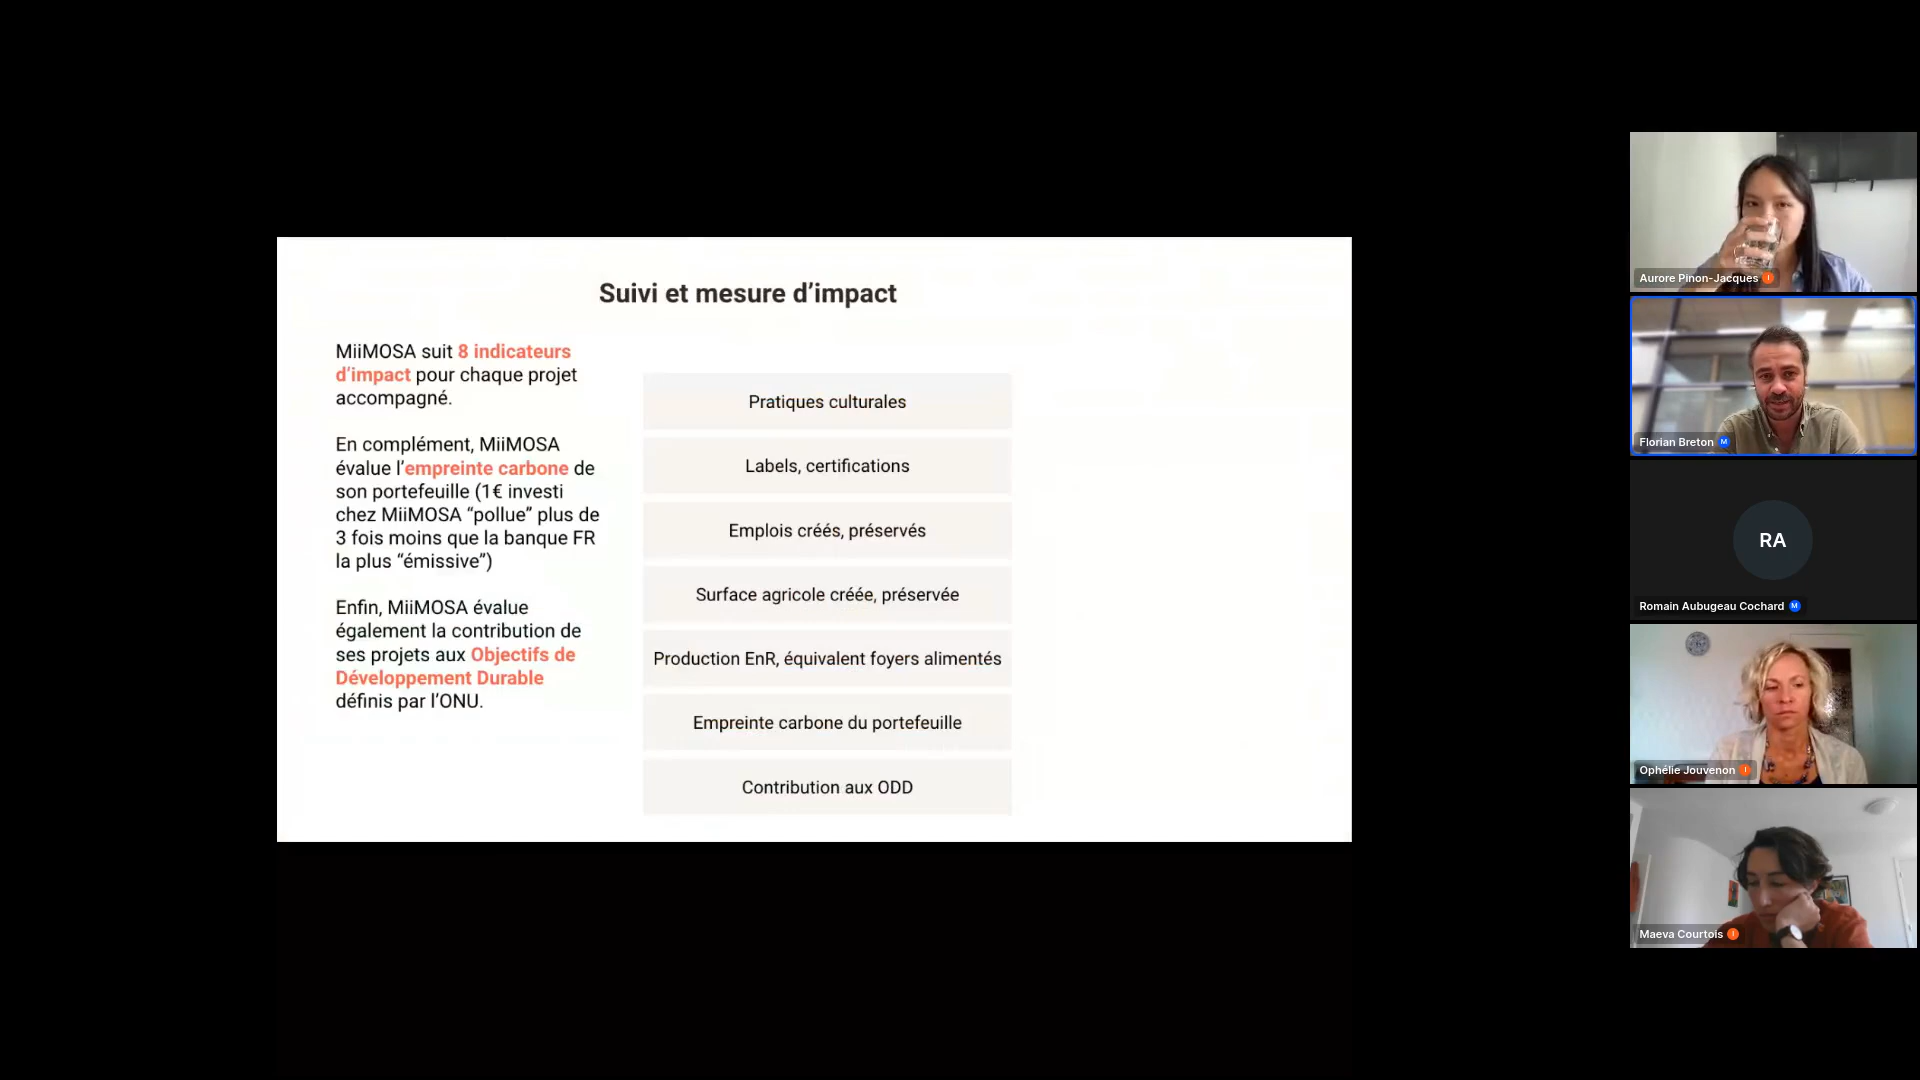 Suivi et mesure d’impact
MiiMOSA suit 8 indicateurs
d’impact pour chaque projet
accompagné.
En complément, MiiMOSA
évalue l’empreinte carbone de
son portefeuille (1€ investi
chez MiiMOSA “pollue” plus de
3 fois moins que la banque FR
la plus “émissive”)
Enfin, MiiMOSA évalue
également la contribution de
ses projets aux Objectifs de
Développement Durable
définis par l’ONU.
Pratiques culturales
Labels, certifications
Emplois créés, préservés
Surface agricole créée, préservée
Production EnR, équivalent foyers alimentés
Empreinte carbone du portefeuille
Contribution aux ODD
Aurore Pinon-Jacques
Florian Breton M
RA
Romain Aubugeau Cochard M
Ophélie Jouvenon
Maeva Courtois